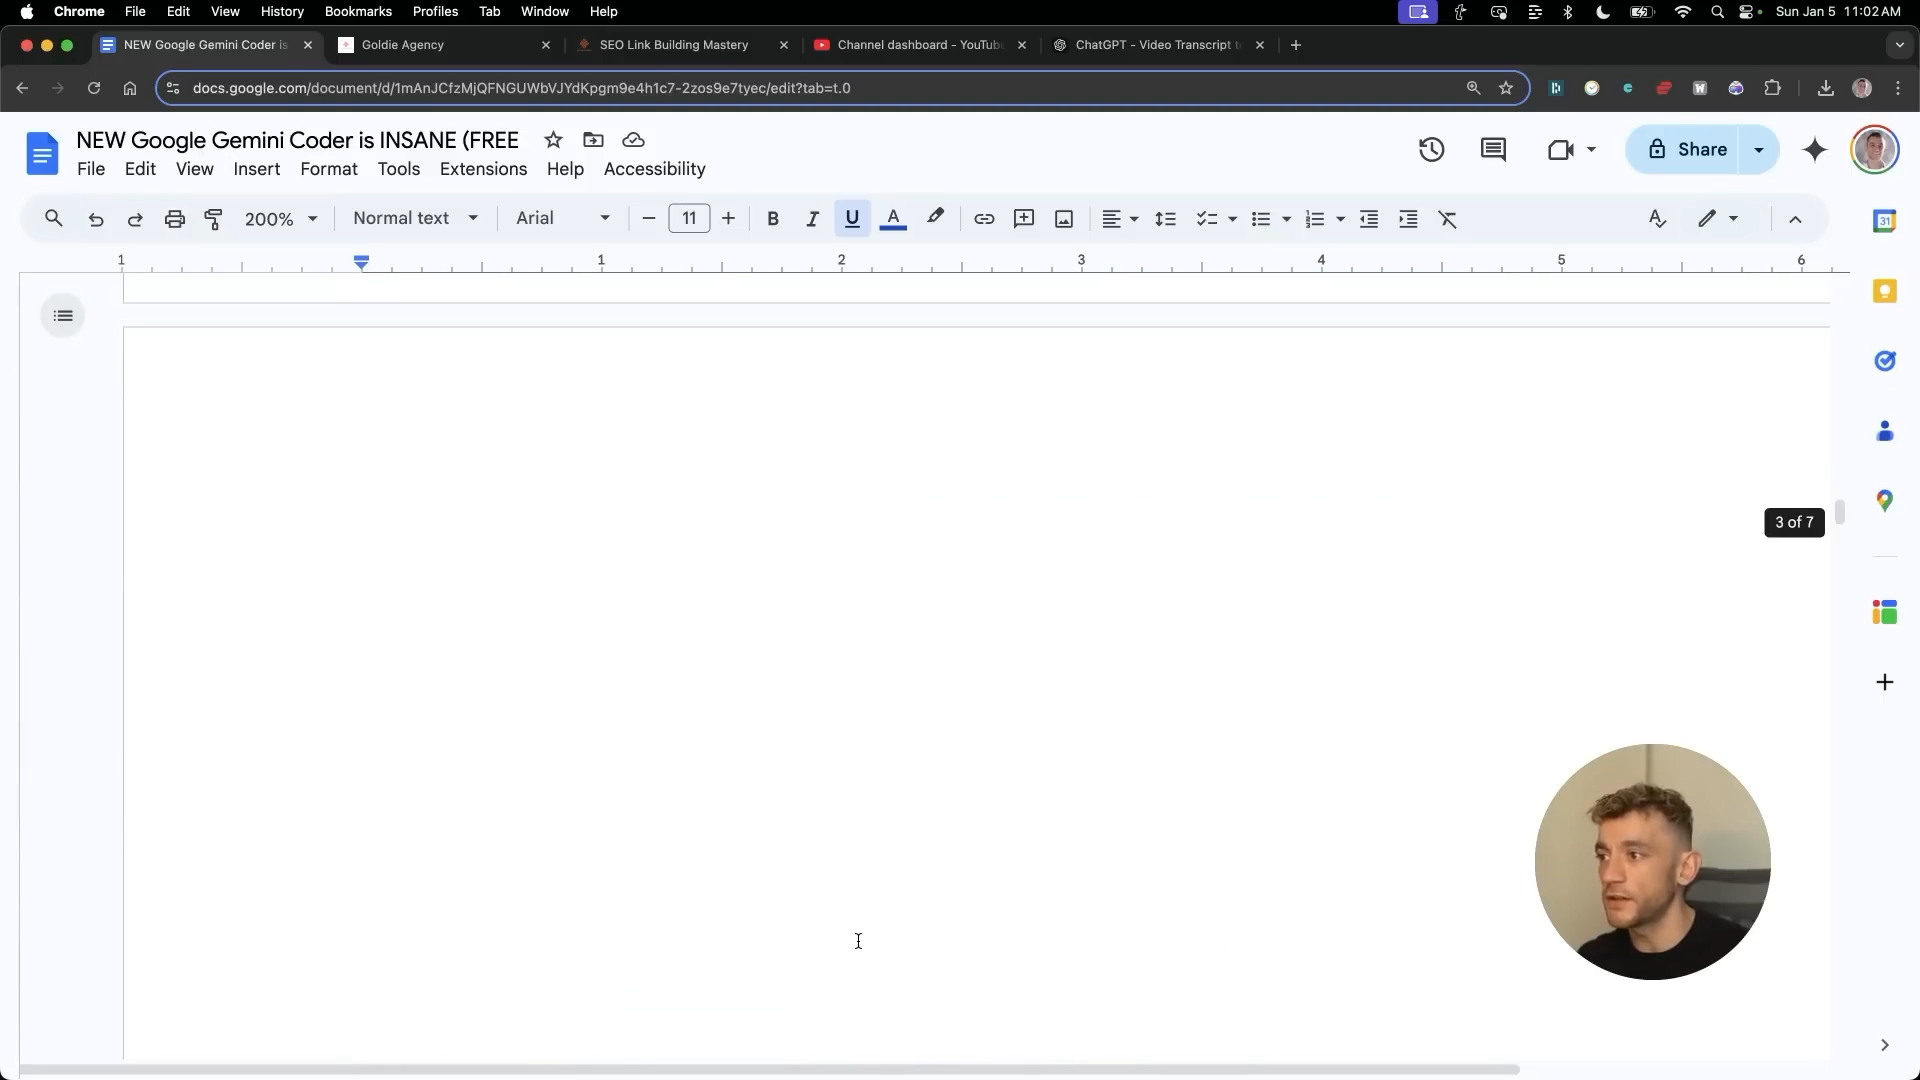 Chrome File Edit View History Bookmarks Profiles Tab Window Help Sun Jan 5 11:02 AM
NEW Google Gemini Coder is Goldie Agency SEO Link Building Mastery Channel dashboard - YouTub ChatGPT - Video Transcript t
docs.google.com/document/d/1mAnJCfzMjQFNGUWbVJYdKpgm9e4h1c7-2zos9e7tyec/edit?tab=t.0
NEW Google Gemini Coder is INSANE (FREE
File Edit View Insert Format Tools Extensions Help Accessibility
Share
200% Normal text Arial 11 B I U A
1 1 2 3 4 5 6
31
3 of 7